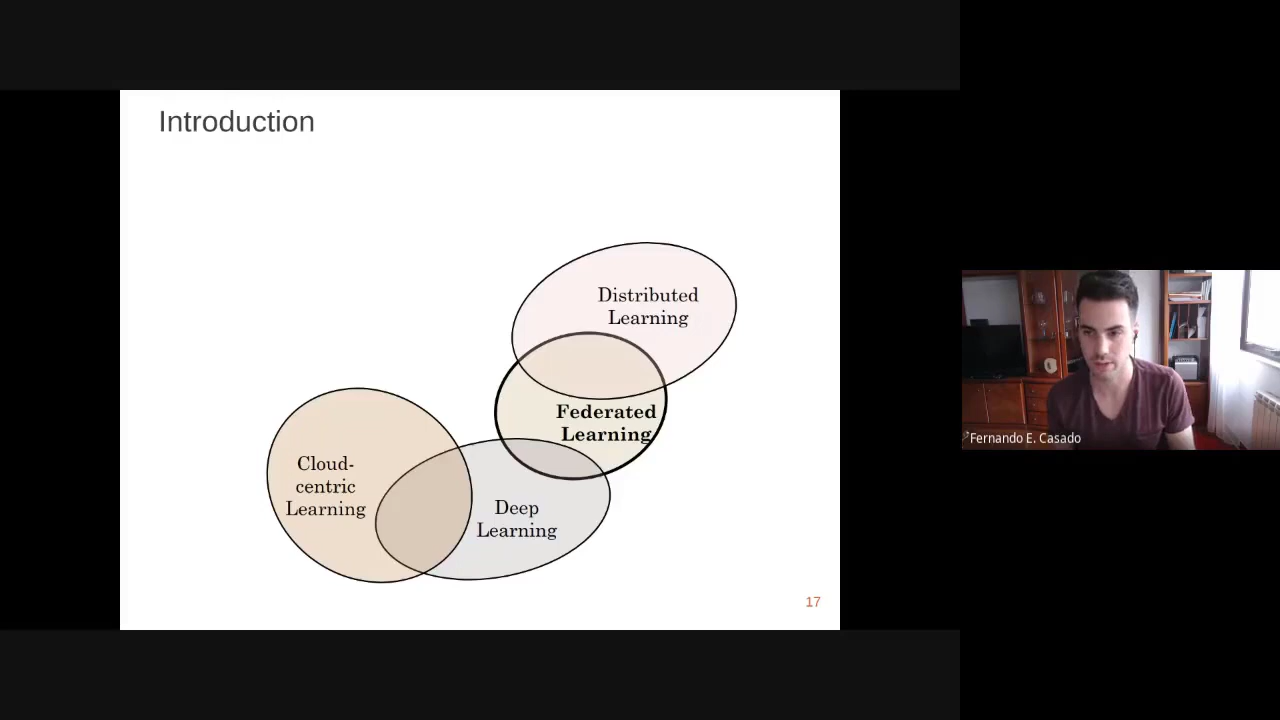 Introduction
Distributed
Learning
Federated
Learning
Cloud-
centric
Learning
Deep
Learning
17
Fernando E. Casado